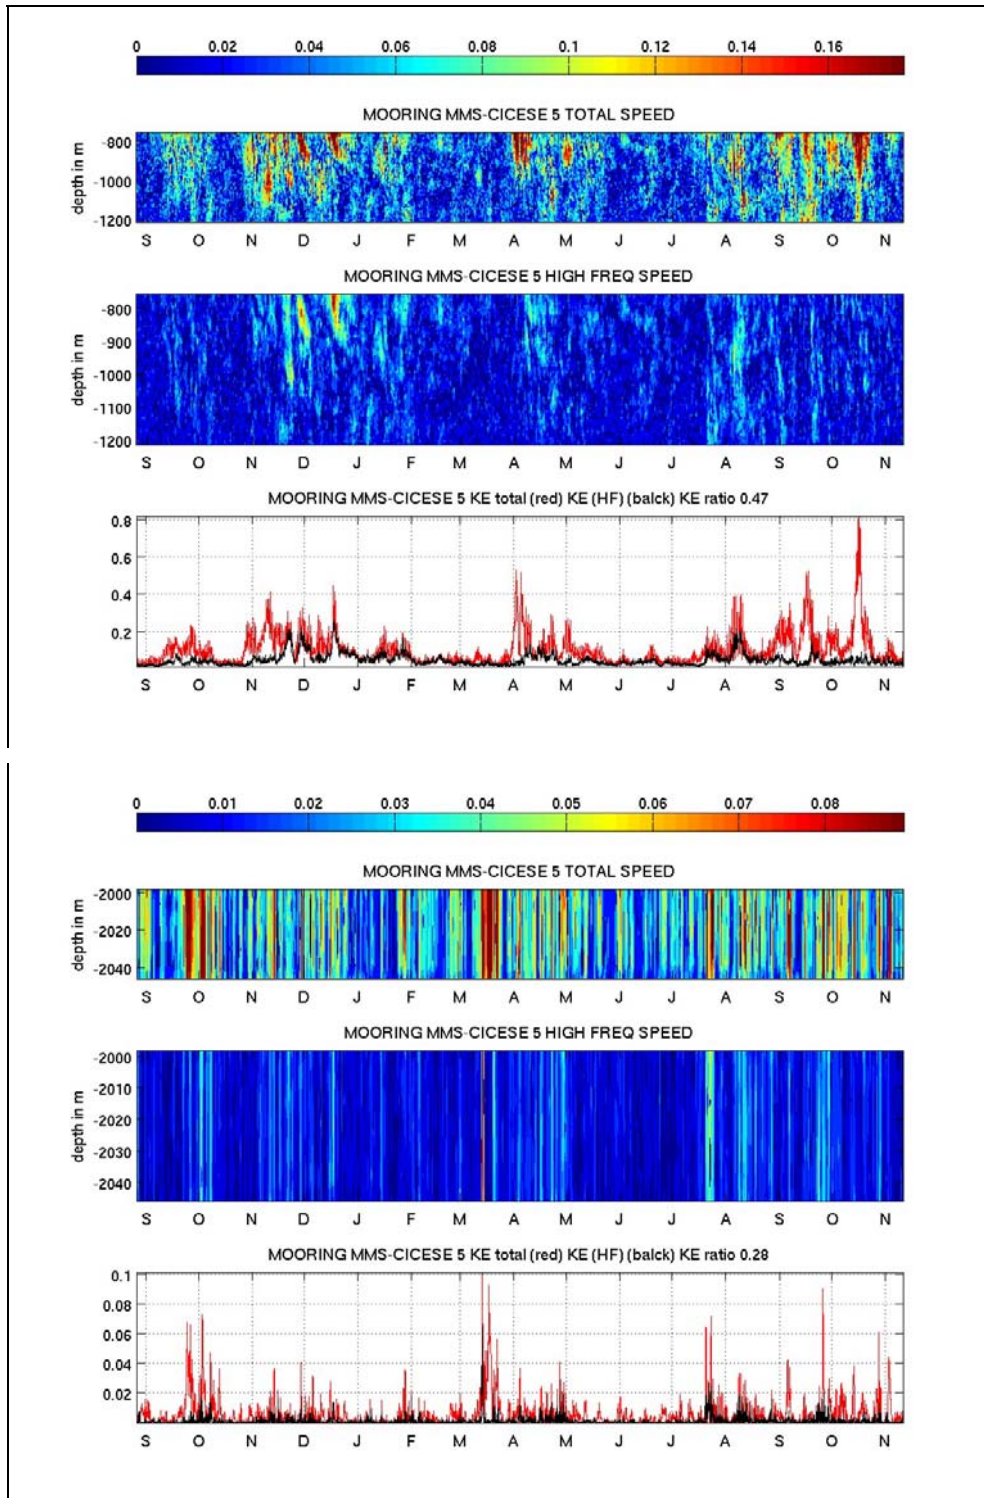 0 0.02 0.04 0.06 0.08 0.1 0.12 0.14 0.16
MOORING MMS-CICESE 5 TOTAL SPEED
depth in m
-800
-1000
-1200
S O N D J F M A M J J A S O N
MOORING MMS-CICESE 5 HIGH FREQ SPEED
depth in m
-800
-900
-1000
-1100
-1200
S O N D J F M A M J J A S O N
MOORING MMS-CICESE 5 KE total (red) KE (HF) (balck) KE ratio 0.47
0.8
0.6
0.4
0.2
S O N D J F M A M J J A S O N
0 0.01 0.02 0.03 0.04 0.05 0.06 0.07 0.08
MOORING MMS-CICESE 5 TOTAL SPEED
depth in m
-2000
-2020
-2040
S O N D J F M A M J J A S O N
MOORING MMS-CICESE 5 HIGH FREQ SPEED
depth in m
-2000
-2010
-2020
-2030
-2040
S O N D J F M A M J J A S O N
MOORING MMS-CICESE 5 KE total (red) KE (HF) (balck) KE ratio 0.28
0.1
0.08
0.06
0.04
0.02
S O N D J F M A M J J A S O N